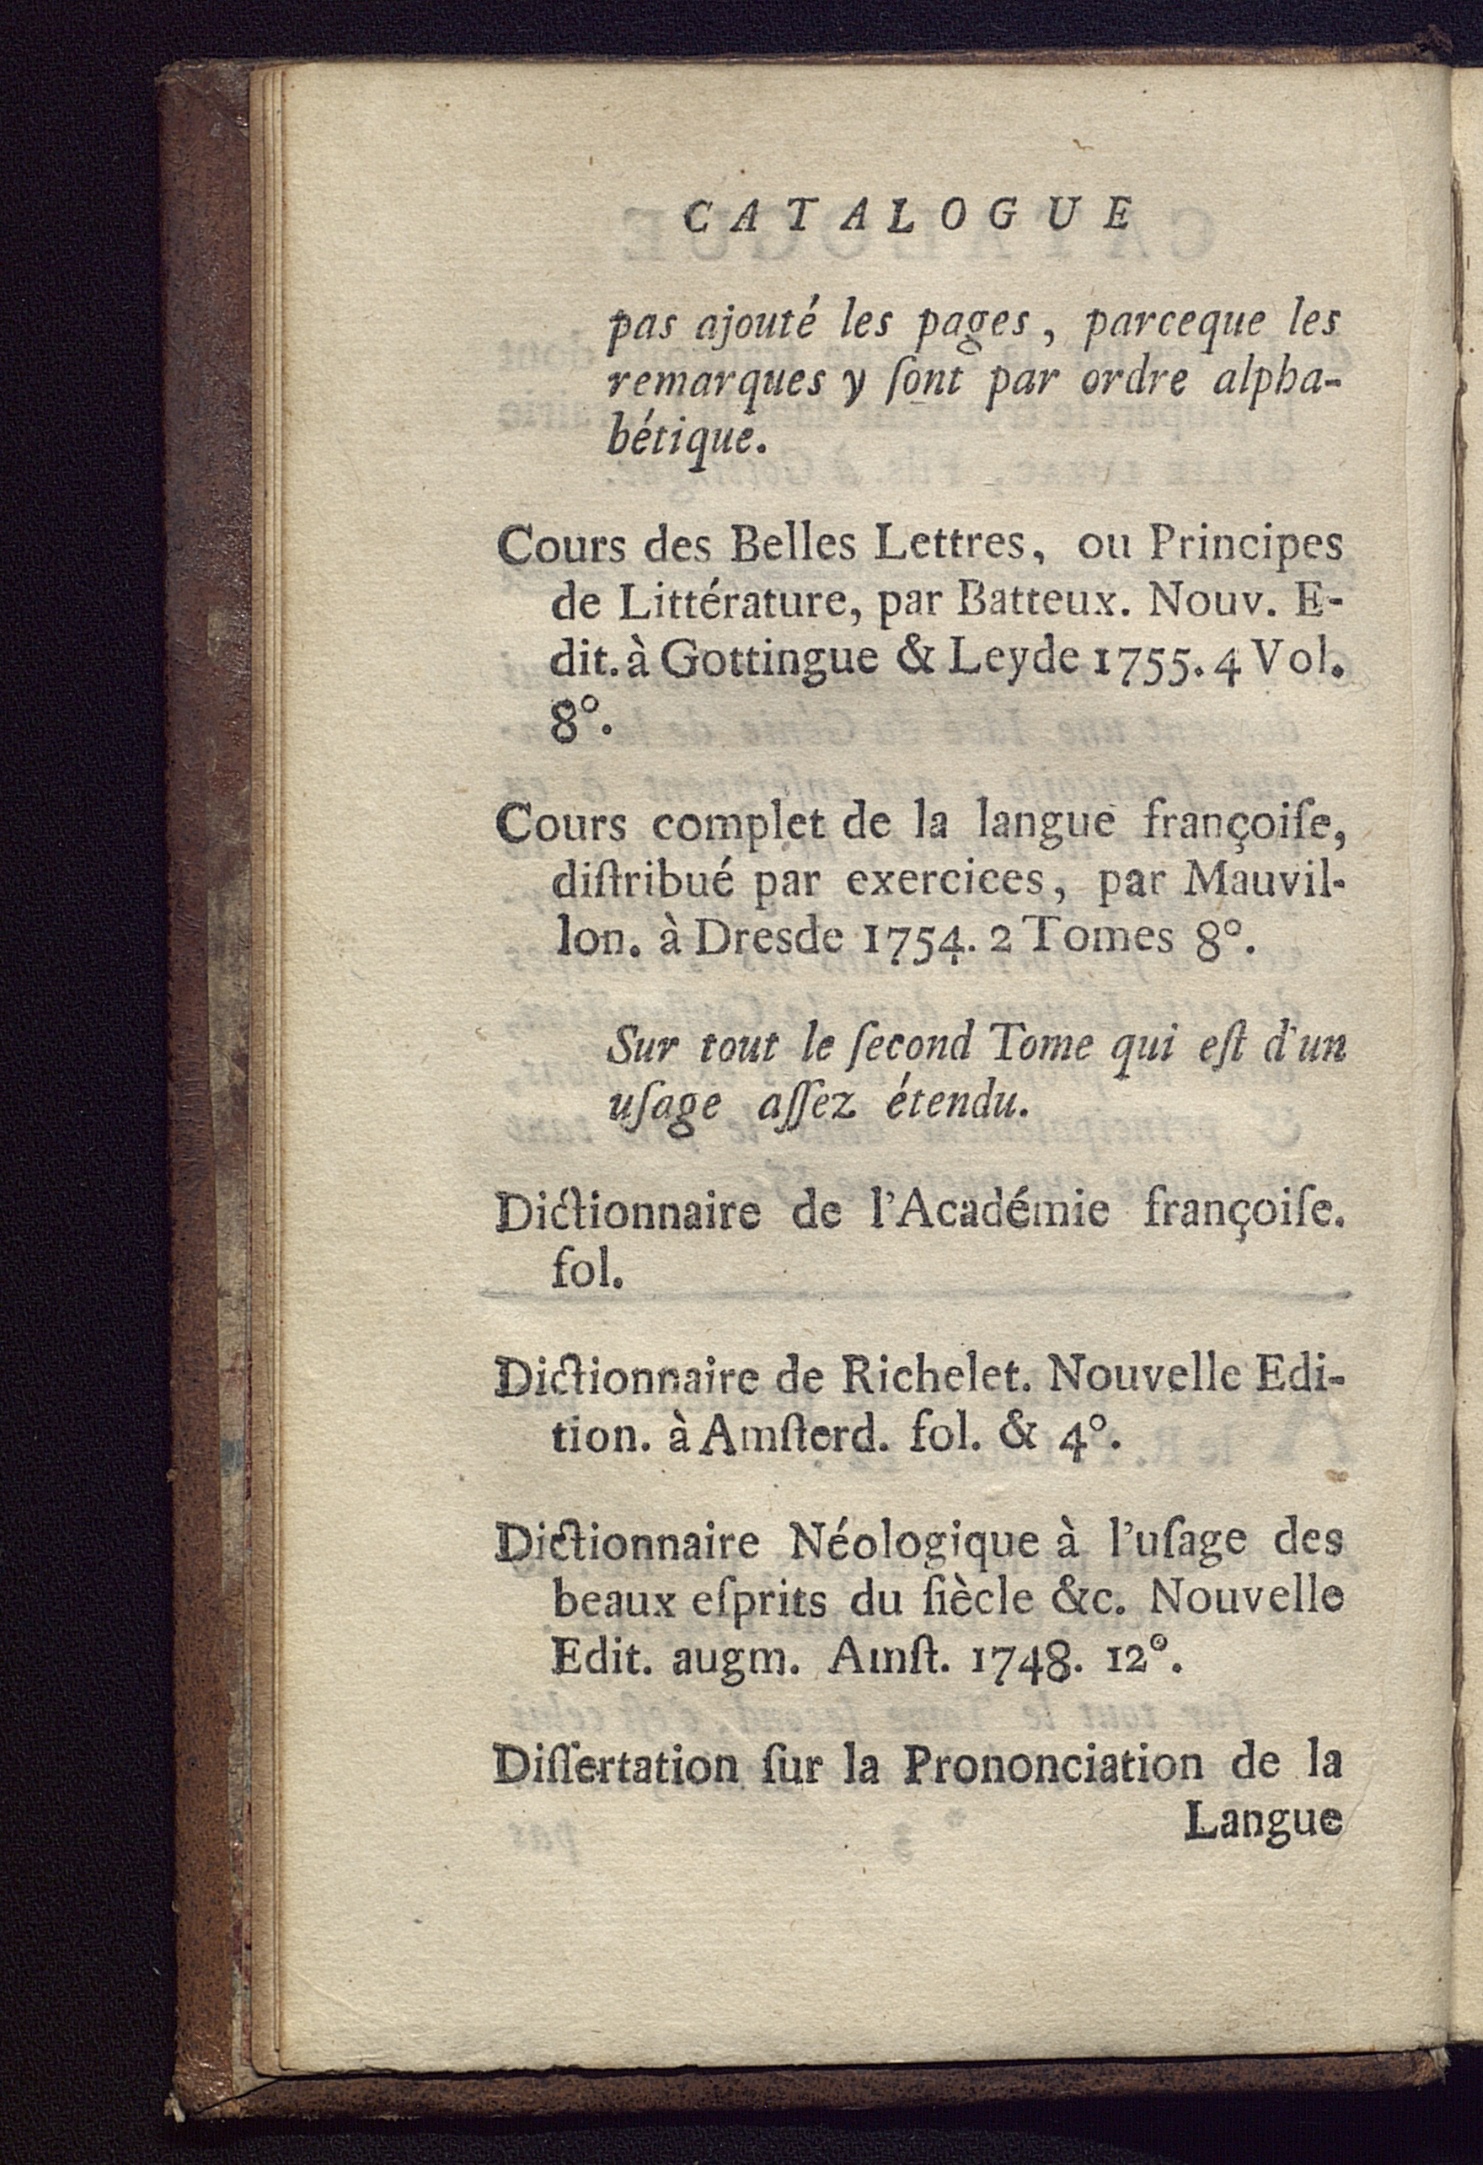 CATALOGUE
pas ajouté les pages, parceque les
remarques y ſont par ordre alpha-
bétique.
Cours des Belles Lettres, ou Principes
de Littérature, par Batteux. Nouv. E-
dit. à Gottingue & Leyde 1755. 4 Vol.
8°.
Cours complet de la langue françoiſe,
diſtribué par exercices, par Mauvil-
lon. à Dresde 1754. 2 Tomes 8°.
Sur tout le ſecond Tome qui eſt d'un
uſage aſſez étendu.
Dictionnaire de l'Académie françoiſe.
fol.
Dictionnaire de Richelet. Nouvelle Edi-
tion. à Amſterd. fol. & 4°.
Dictionnaire Néologique à l'uſage des
beaux eſprits du ſiècle &c. Nouvelle
Edit. augm. Amſt. 1748. 12°.
Diſſertation ſur la Prononciation de la
Langue